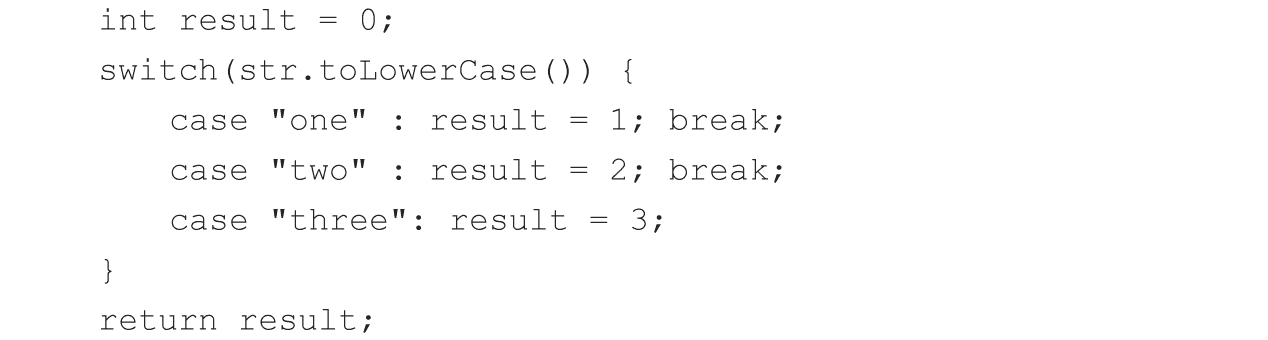 int result = 0;
switch(str.toLowerCase()) {
case "one" : result = 1; break;
case "two" : result = 2; break;
case "three": result = 3;
}
return result;